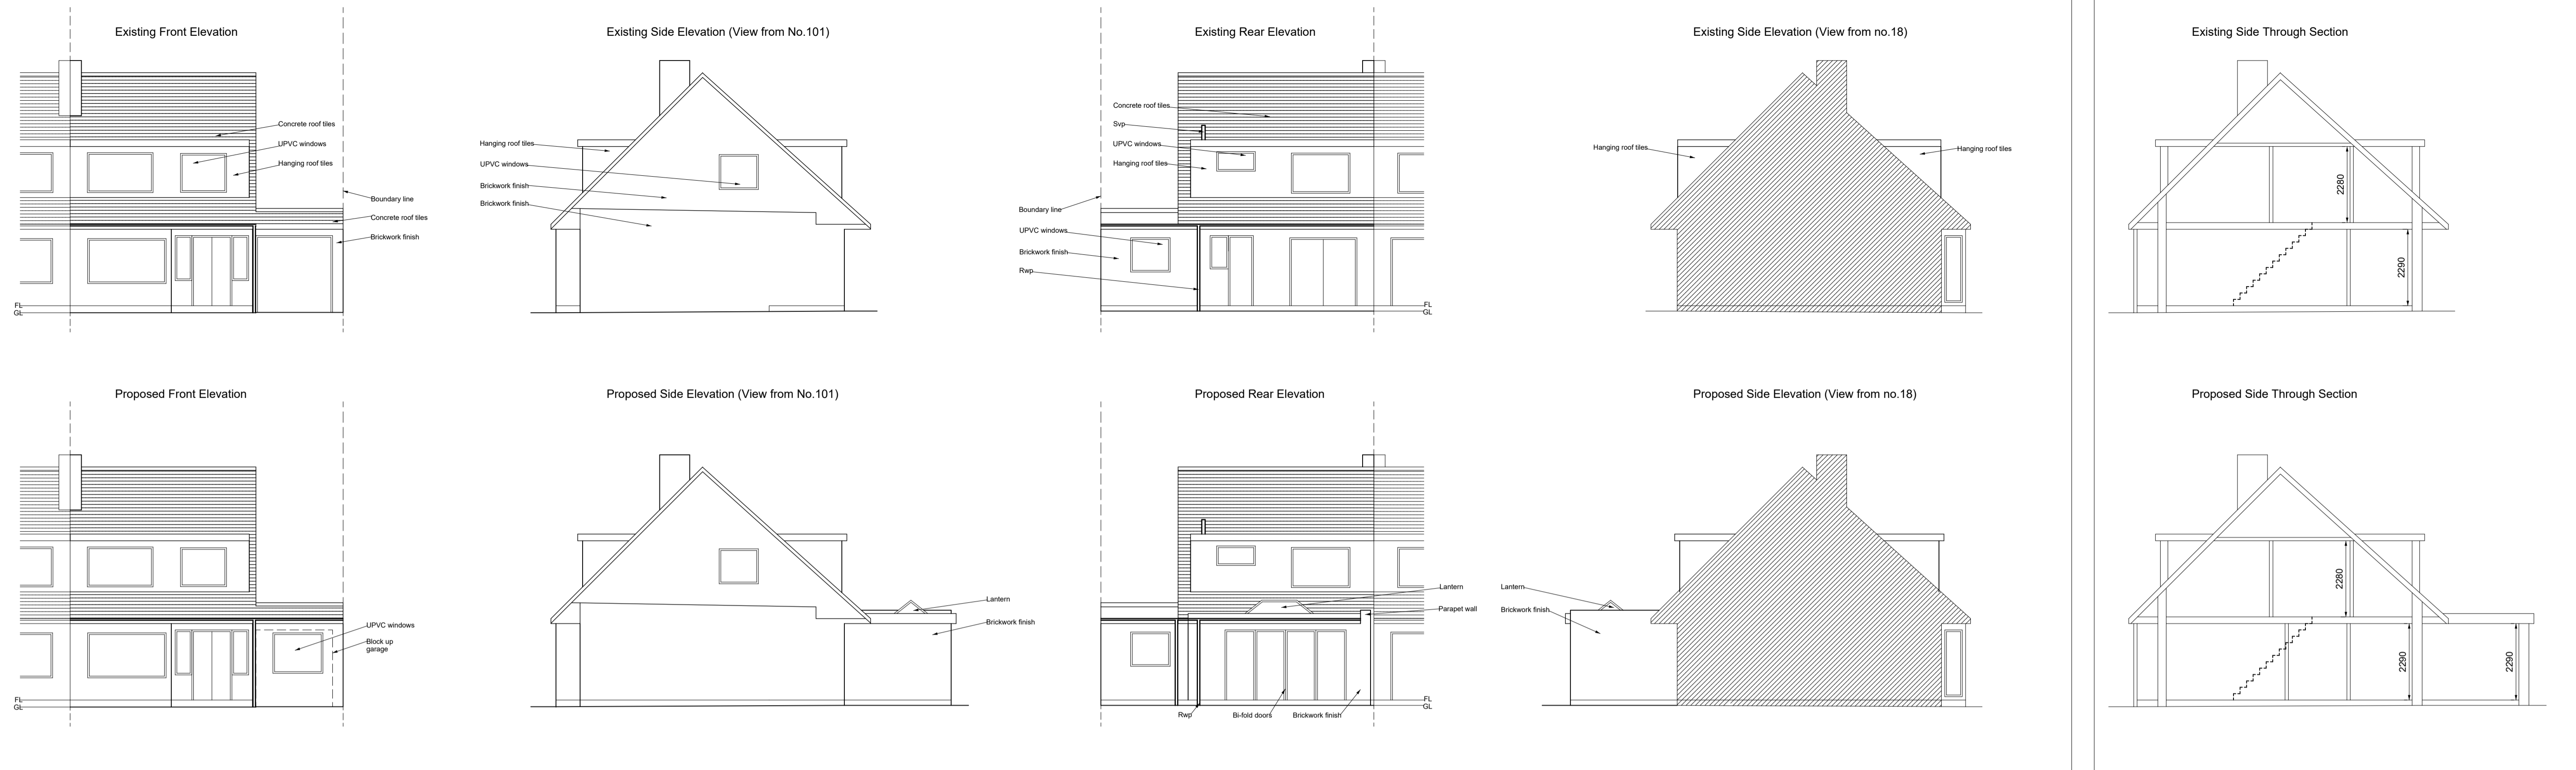 Existing Front Elevation
Concrete roof tiles
UPVC windows
Hanging roof tiles
Boundary line
Concrete roof tiles
Brickwork finish
FL
GL
Existing Side Elevation (View from No.101)
Hanging roof tiles
UPVC windows
Brickwork finish
Brickwork finish
Existing Rear Elevation
Concrete roof tiles
Svp
UPVC windows
Hanging roof tiles
Boundary line
UPVC windows
Brickwork finish
Rwp
FL
GL
Existing Side Elevation (View from no.18)
Hanging roof tiles
Hanging roof tiles
Existing Side Through Section
2280
2290
Proposed Front Elevation
UPVC windows
Block up
garage
FL
GL
Proposed Side Elevation (View from No.101)
Lantern
Brickwork finish
Proposed Rear Elevation
Lantern
Parapet wall
FL
GL
Rwp
Bi-fold doors
Brickwork finish
Proposed Side Elevation (View from no.18)
Lantern
Brickwork finish
Proposed Side Through Section
2280
2290
2290